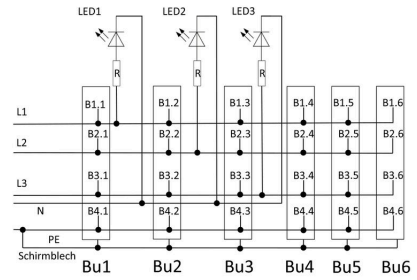 LED1 LED2 LED3
R R R
B1.1 B1.2 B1.3 B1.4 B1.5 B1.6
L1
B2.1 B2.2 B2.3 B2.4 B2.5 B2.6
L2
B3.1 B3.2 B3.3 B3.4 B3.5 B3.6
L3
N B4.1 B4.2 B4.3 B4.4 B4.5 B4.6
PE
Schirmblech
Bu1 Bu2 Bu3 Bu4 Bu5 Bu6